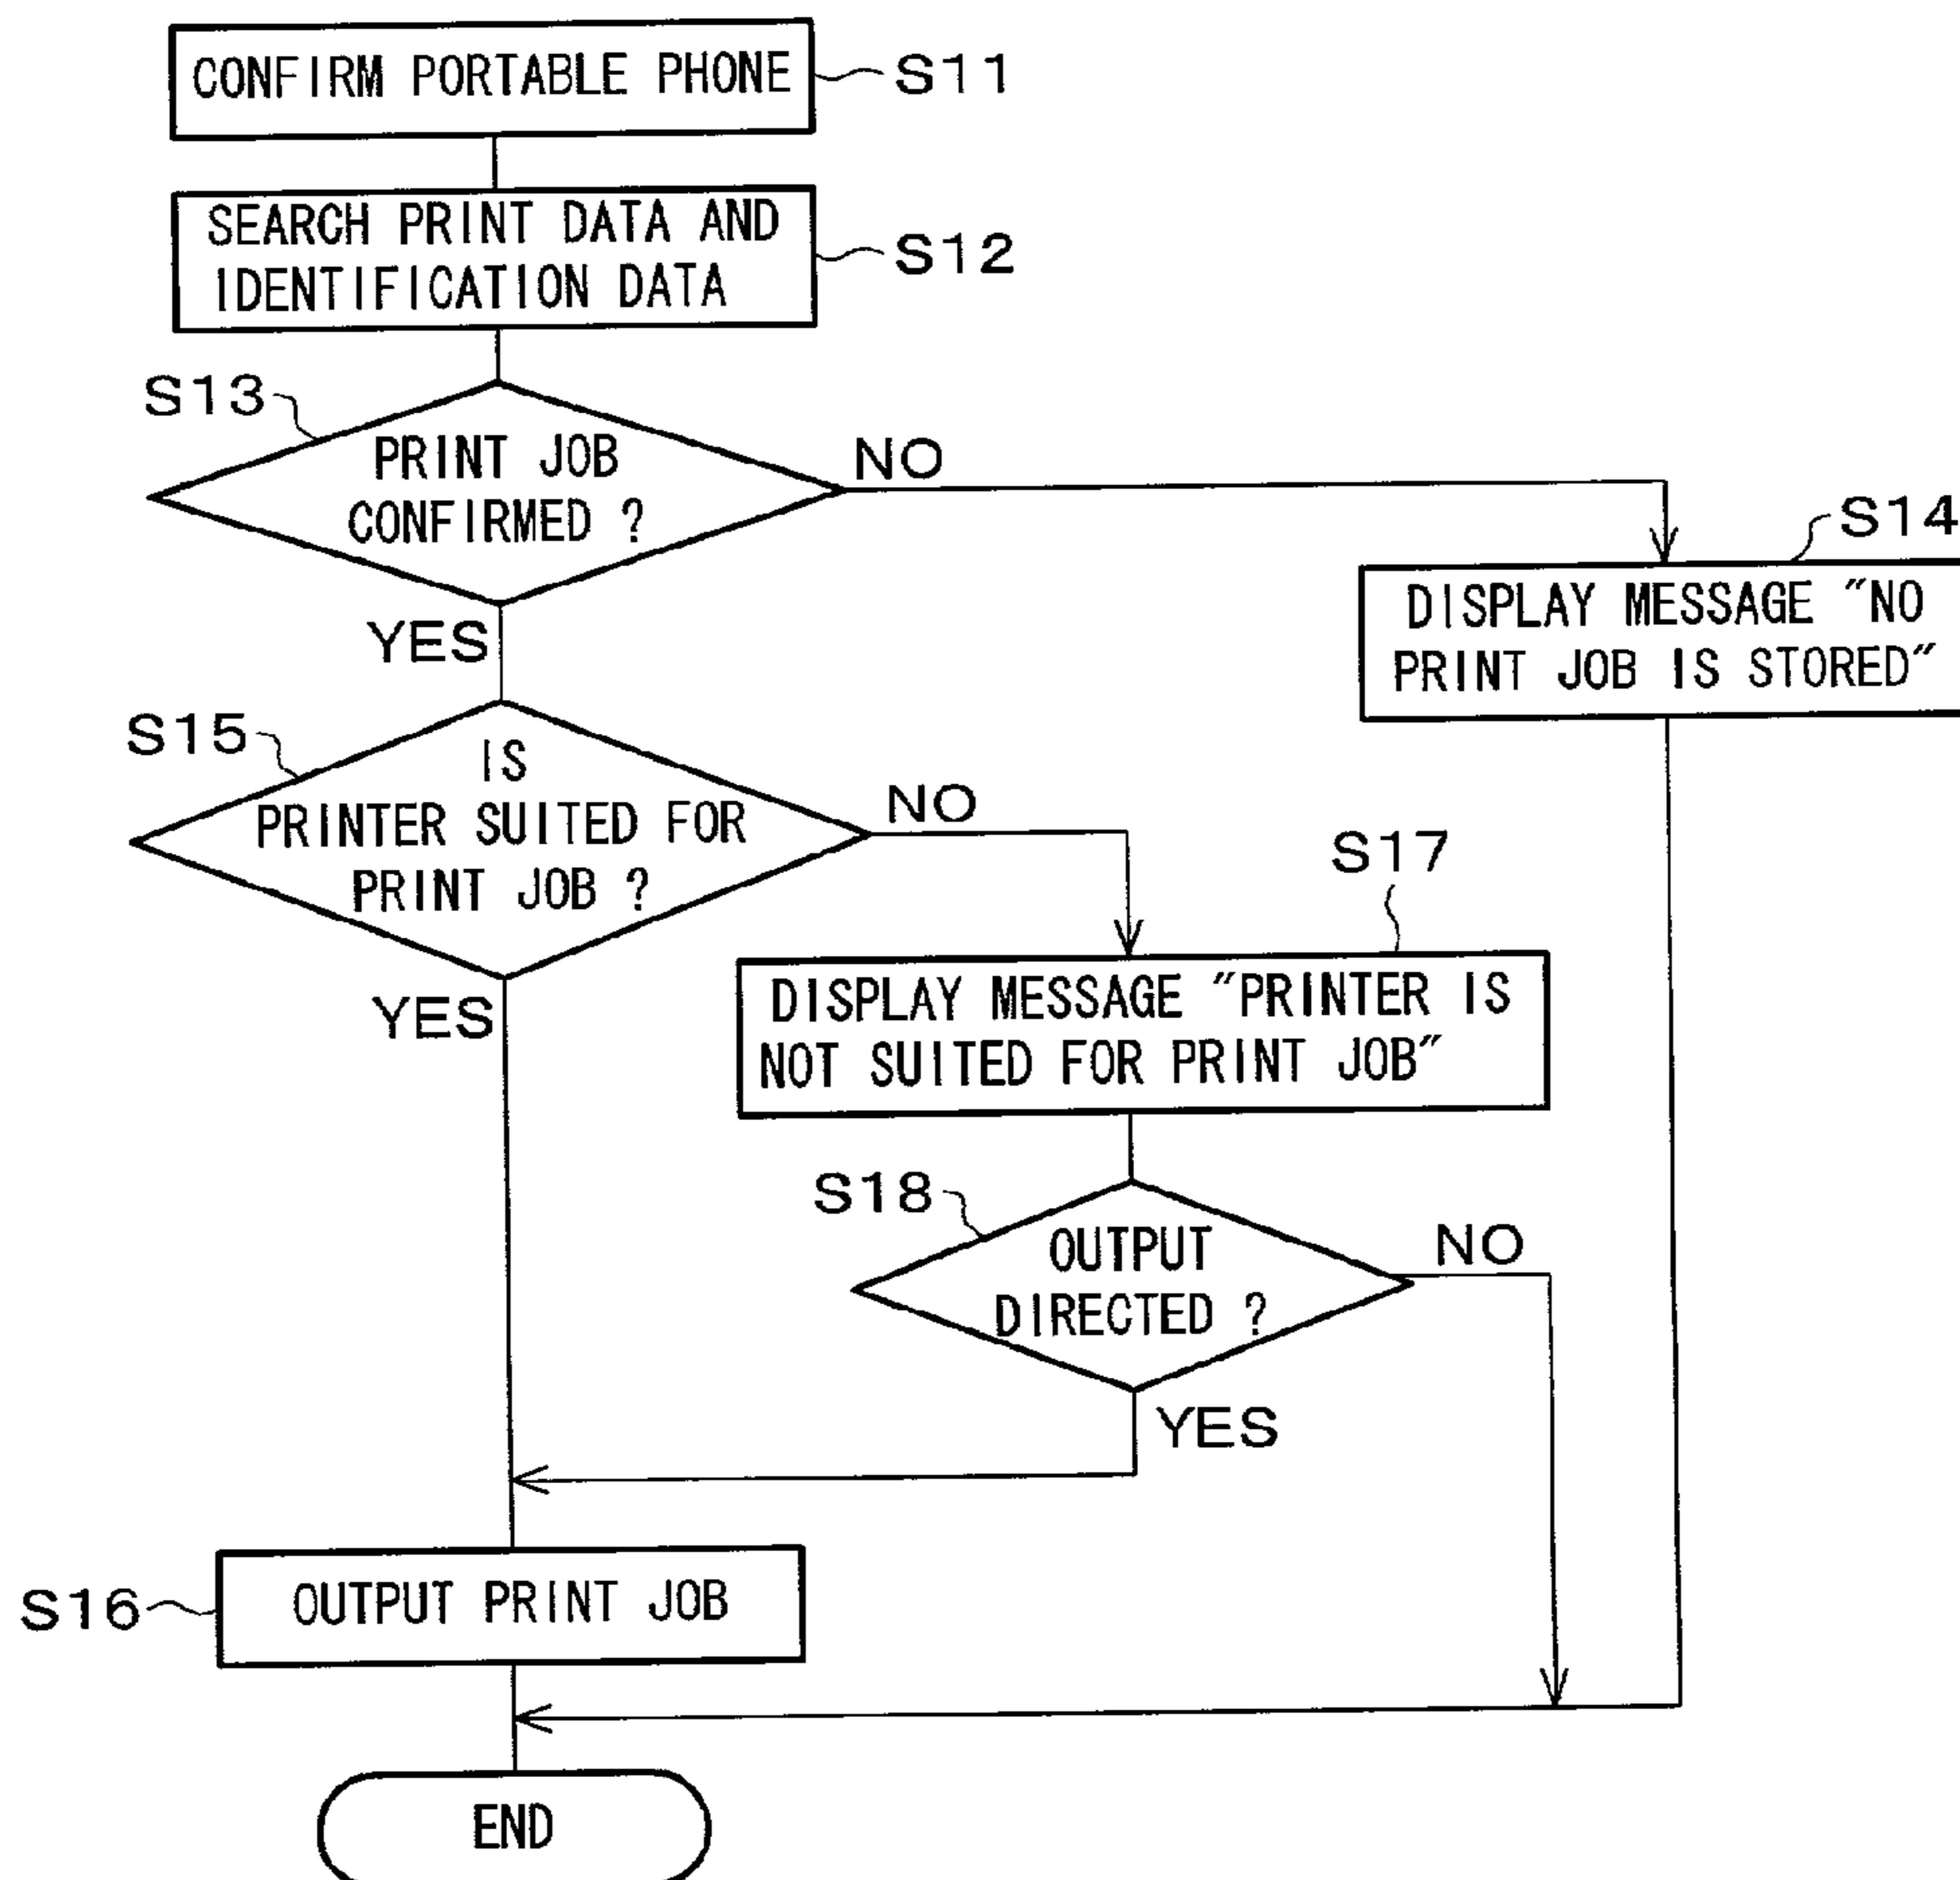 CONFIRM PORTABLE PHONE
S11
SEARCH PRINT DATA AND
IDENTIFICATION DATA
S12
S13
PRINT JOB
CONFIRMED ?
NO
YES
S14
DISPLAY MESSAGE "NO
PRINT JOB IS STORED"
S15
IS
PRINTER SUITED FOR
PRINT JOB ?
NO
YES
S17
DISPLAY MESSAGE "PRINTER IS
NOT SUITED FOR PRINT JOB"
S18
OUTPUT
DIRECTED ?
NO
YES
S16
OUTPUT PRINT JOB
END